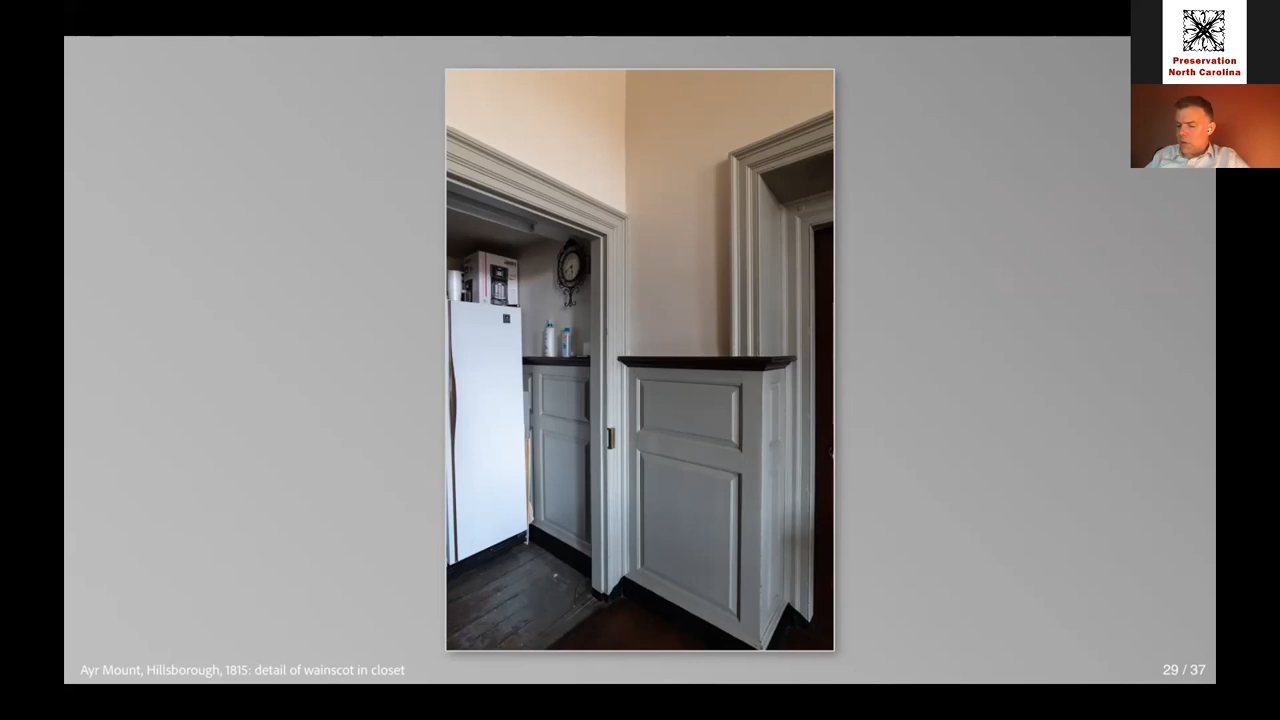 Preservation
North Carolina
Ayr Mount, Hillsborough, 1815: detail of wainscot in closet
29 / 37